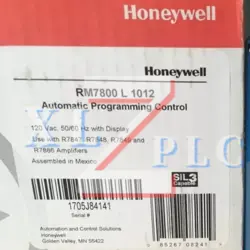 Honeywell
Honeywell
RM7800 L 1012
Automatic Programming Control
120 Vac, 50/60 Hz with Display
Use with R7847, R7848, R7849 and
R7886 Amplifiers
Assembled in Mexico
XL PLC
SIL 3
Capable
1705J84141
Serial #
Automation and Control Solutions
Honeywell
Golden Valley, MN 55422
85267 00241